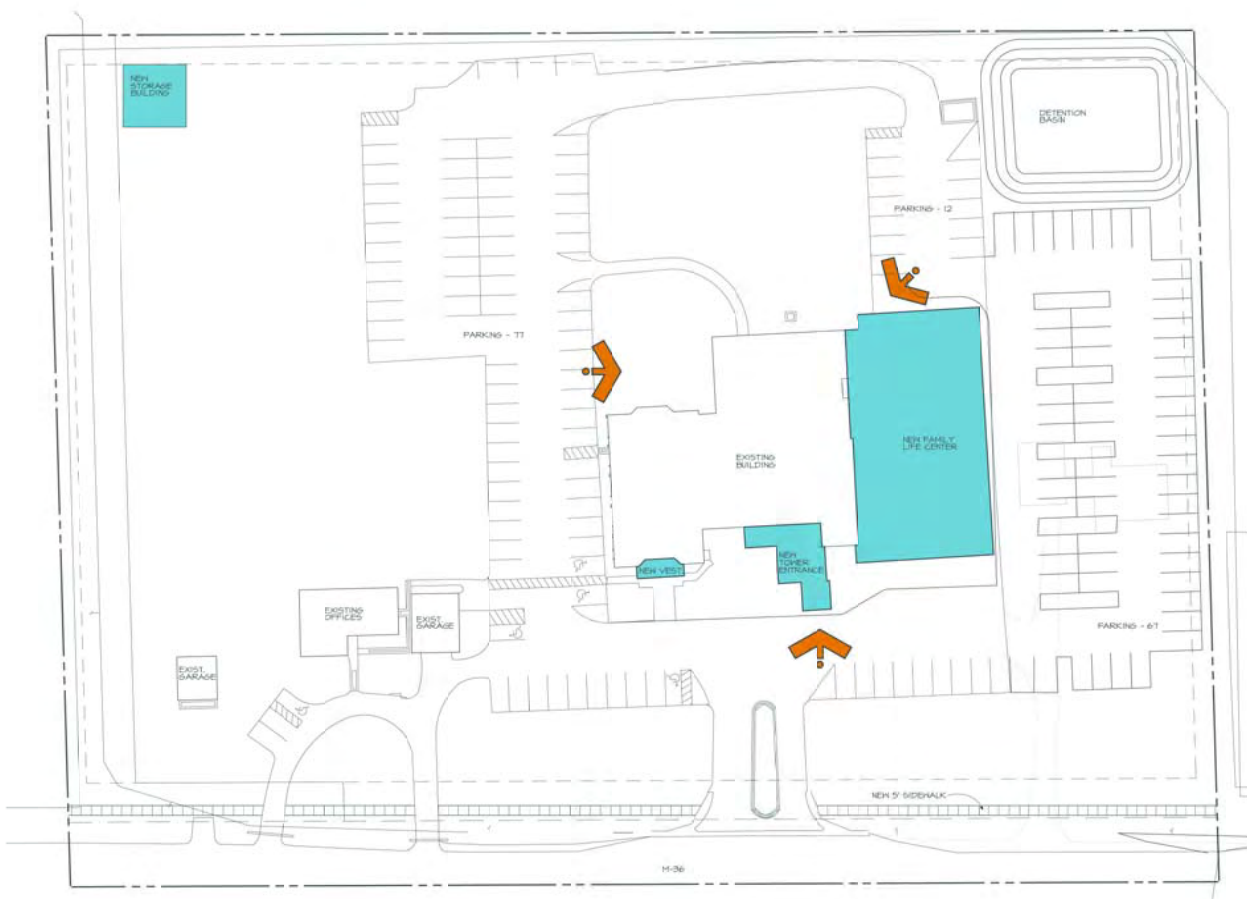 NEW
STORAGE
BUILDING
DETENTION
BASIN
PARKING - 12
PARKING - 77
NEW FAMILY
LIFE CENTER
EXISTING
BUILDING
NEW
TOWER
ENTRANCE
NEW VEST.
EXISTING
OFFICES
EXIST.
GARAGE
PARKING - 67
EXIST.
GARAGE
NEW 5' SIDEWALK
M-36